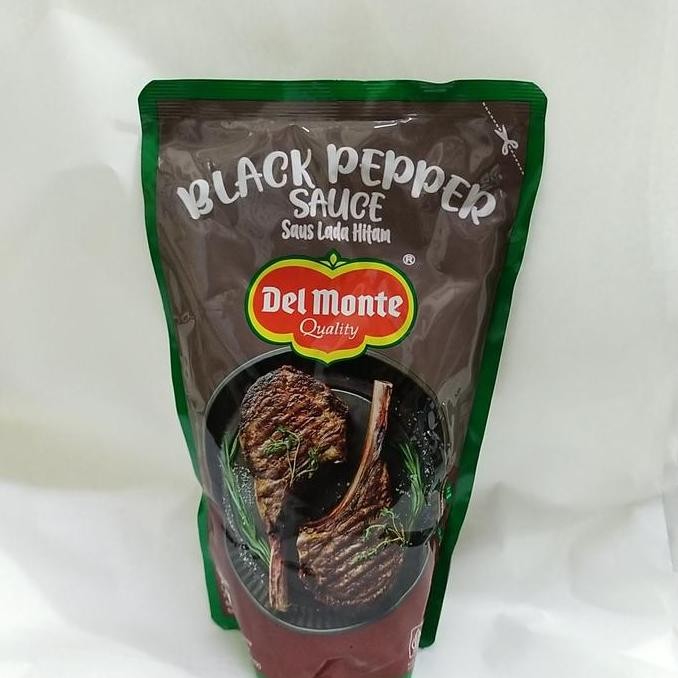 BLACK PEPPER
SAUCE
Saus Lada Hitam
®
Del Monte
Quality